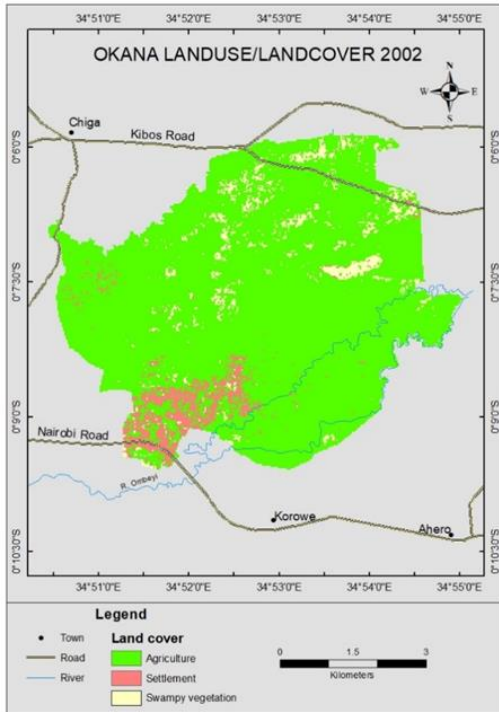 34°51'0"E 34°52'0"E 34°53'0"E 34°54'0"E 34°55'0"E
OKANA LANDUSE/LANDCOVER 2002
N
W E
S
Chiga
Kibos Road
0°6'0"S 0°6'0"S
0°7'30"S 0°7'30"S
0°9'0"S 0°9'0"S
Nairobi Road
R. Ombeyi
Korowe
Ahero
0°10'30"S 0°10'30"S
34°51'0"E 34°52'0"E 34°53'0"E 34°54'0"E 34°55'0"E
Legend
Town
Road
River
Land cover
Agriculture
Settlement
Swampy vegetation
0 1.5 3
Kilometers